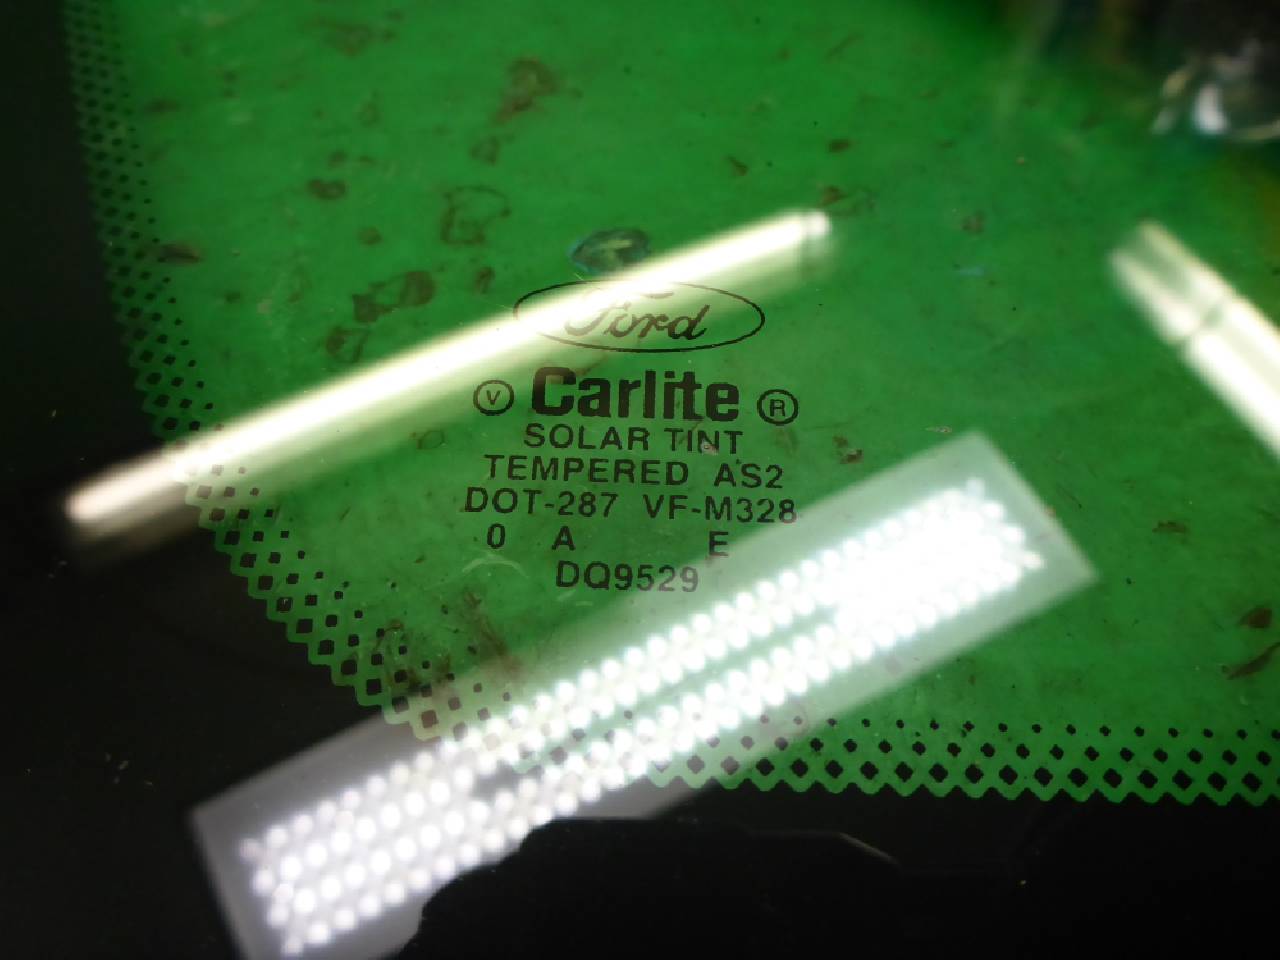 Ford
V Carlite ®
SOLAR TINT
TEMPERED AS2
DOT-287 VF-M328
0 A E
DQ9529